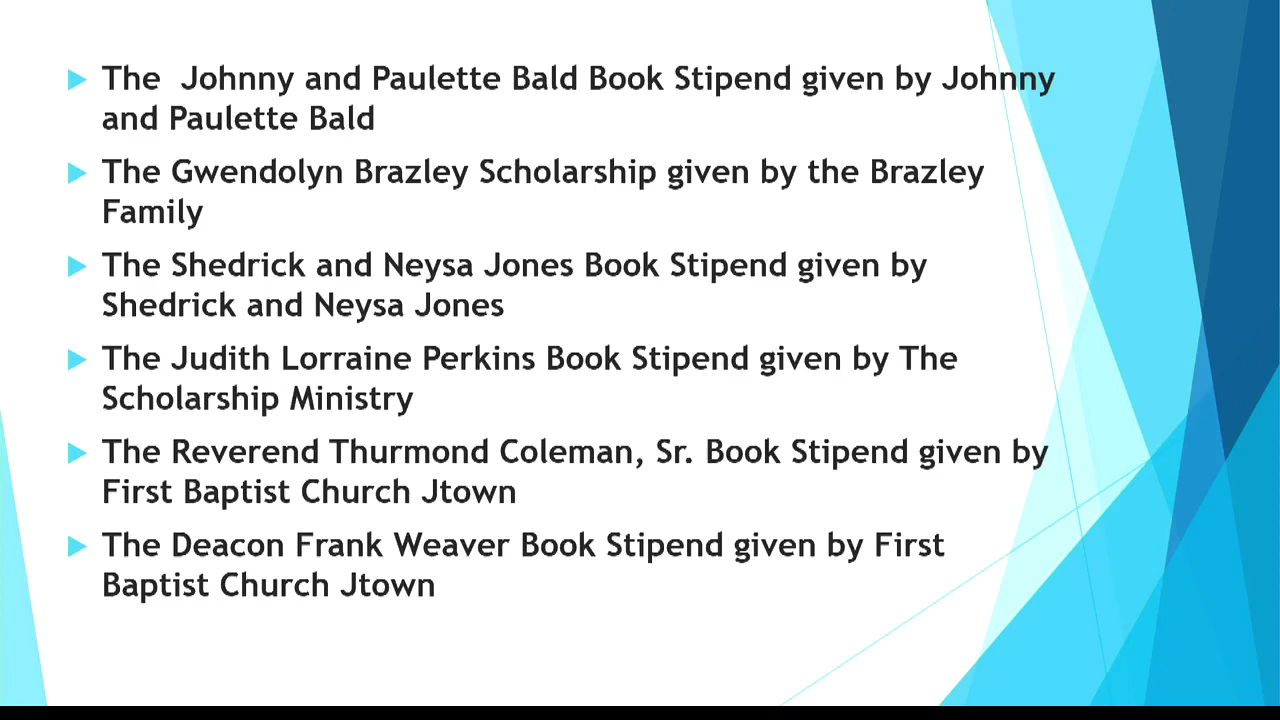 The  Johnny and Paulette Bald Book Stipend given by Johnny
and Paulette Bald
The Gwendolyn Brazley Scholarship given by the Brazley
Family
The Shedrick and Neysa Jones Book Stipend given by
Shedrick and Neysa Jones
The Judith Lorraine Perkins Book Stipend given by The
Scholarship Ministry
The Reverend Thurmond Coleman, Sr. Book Stipend given by
First Baptist Church Jtown
The Deacon Frank Weaver Book Stipend given by First
Baptist Church Jtown